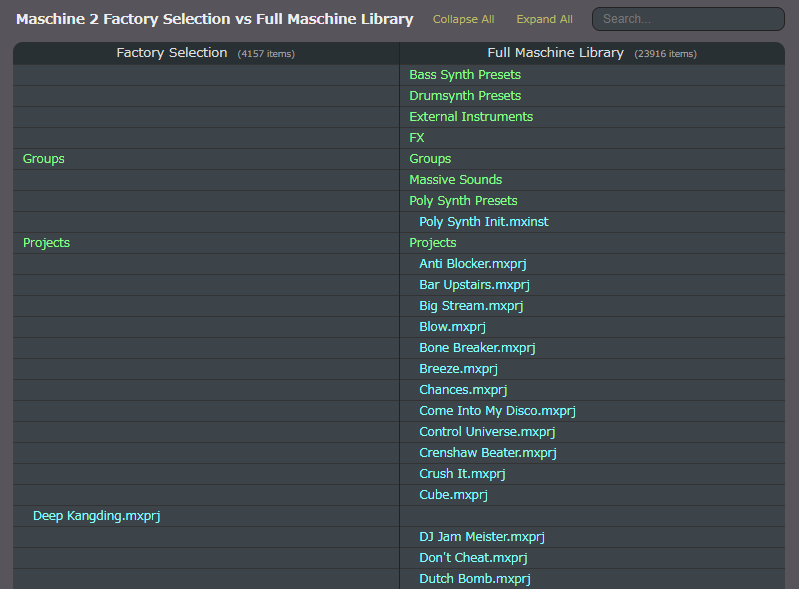 Maschine 2 Factory Selection vs Full Maschine Library Collapse All Expand All Search...
Factory Selection (4157 items) Full Maschine Library (23916 items)
Bass Synth Presets
Drumsynth Presets
External Instruments
FX
Groups Groups
Massive Sounds
Poly Synth Presets
Poly Synth Init.mxinst
Projects Projects
Anti Blocker.mxprj
Bar Upstairs.mxprj
Big Stream.mxprj
Blow.mxprj
Bone Breaker.mxprj
Breeze.mxprj
Chances.mxprj
Come Into My Disco.mxprj
Control Universe.mxprj
Crenshaw Beater.mxprj
Crush It.mxprj
Cube.mxprj
Deep Kangding.mxprj
DJ Jam Meister.mxprj
Don't Cheat.mxprj
Dutch Bomb.mxprj